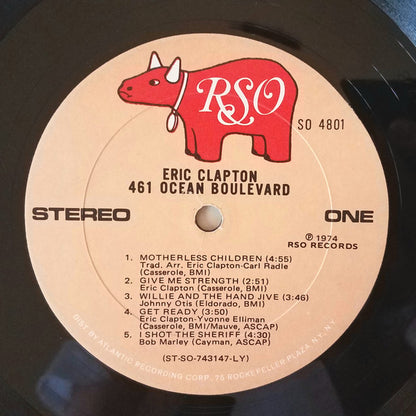 RSO
SO 4801
ERIC CLAPTON
461 OCEAN BOULEVARD
STEREO
ONE
℗ 1974
RSO RECORDS
1. MOTHERLESS CHILDREN (4:55)
Trad. Arr. Eric Clapton-Carl Radle
(Casserole, BMI)
2. GIVE ME STRENGTH (2:51)
Eric Clapton (Casserole, BMI)
3. WILLIE AND THE HAND JIVE (3:46)
Johnny Otis (Eldorado, BMI)
4. GET READY (3:50)
Eric Clapton-Yvonne Elliman
(Casserole, BMI/Mauve, ASCAP)
5. I SHOT THE SHERIFF (4:30)
Bob Marley (Cayman, ASCAP)
(ST-SO-743147-LY)
DIST. BY ATLANTIC RECORDING CORP., 75 ROCKEFELLER PLAZA, N.Y., N.Y.